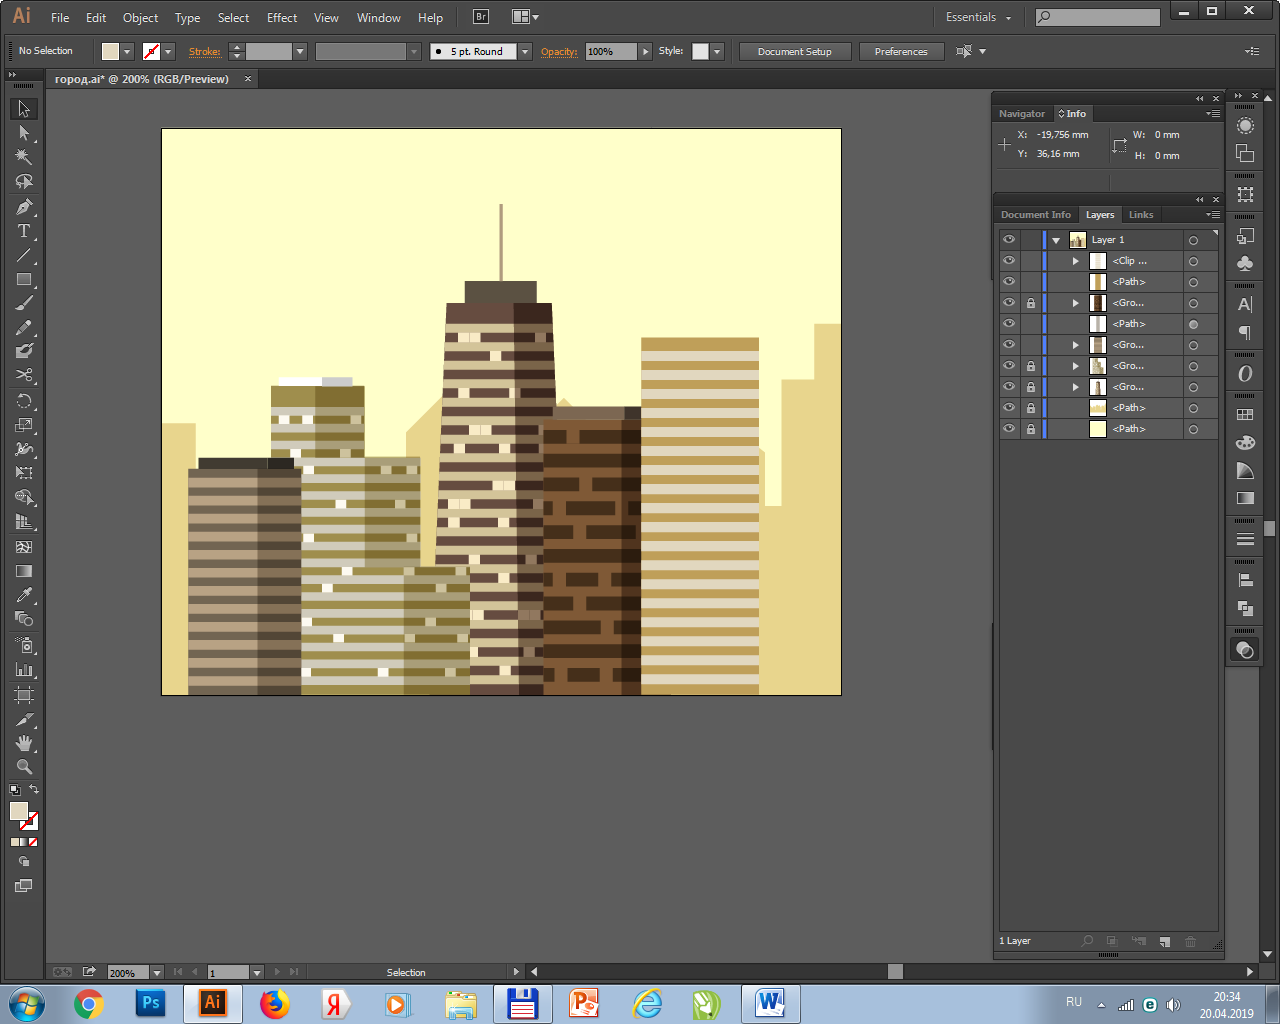 Ai File Edit Object Type Select Effect View Window Help Br Essentials
No Selection Stroke: 5 pt. Round Opacity: 100% Style: Document Setup Preferences
город.ai* @ 200% (RGB/Preview) ×
Navigator Info
X: -19,756 mm W: 0 mm
Y: 36,16 mm H: 0 mm
Document Info Layers Links
Layer 1
<Clip ...
<Path>
<Gro...
<Path>
<Gro...
<Gro...
<Gro...
<Path>
<Path>
1 Layer
200% 1 Selection
Ps Ai Я W RU 20:34
20.04.2019